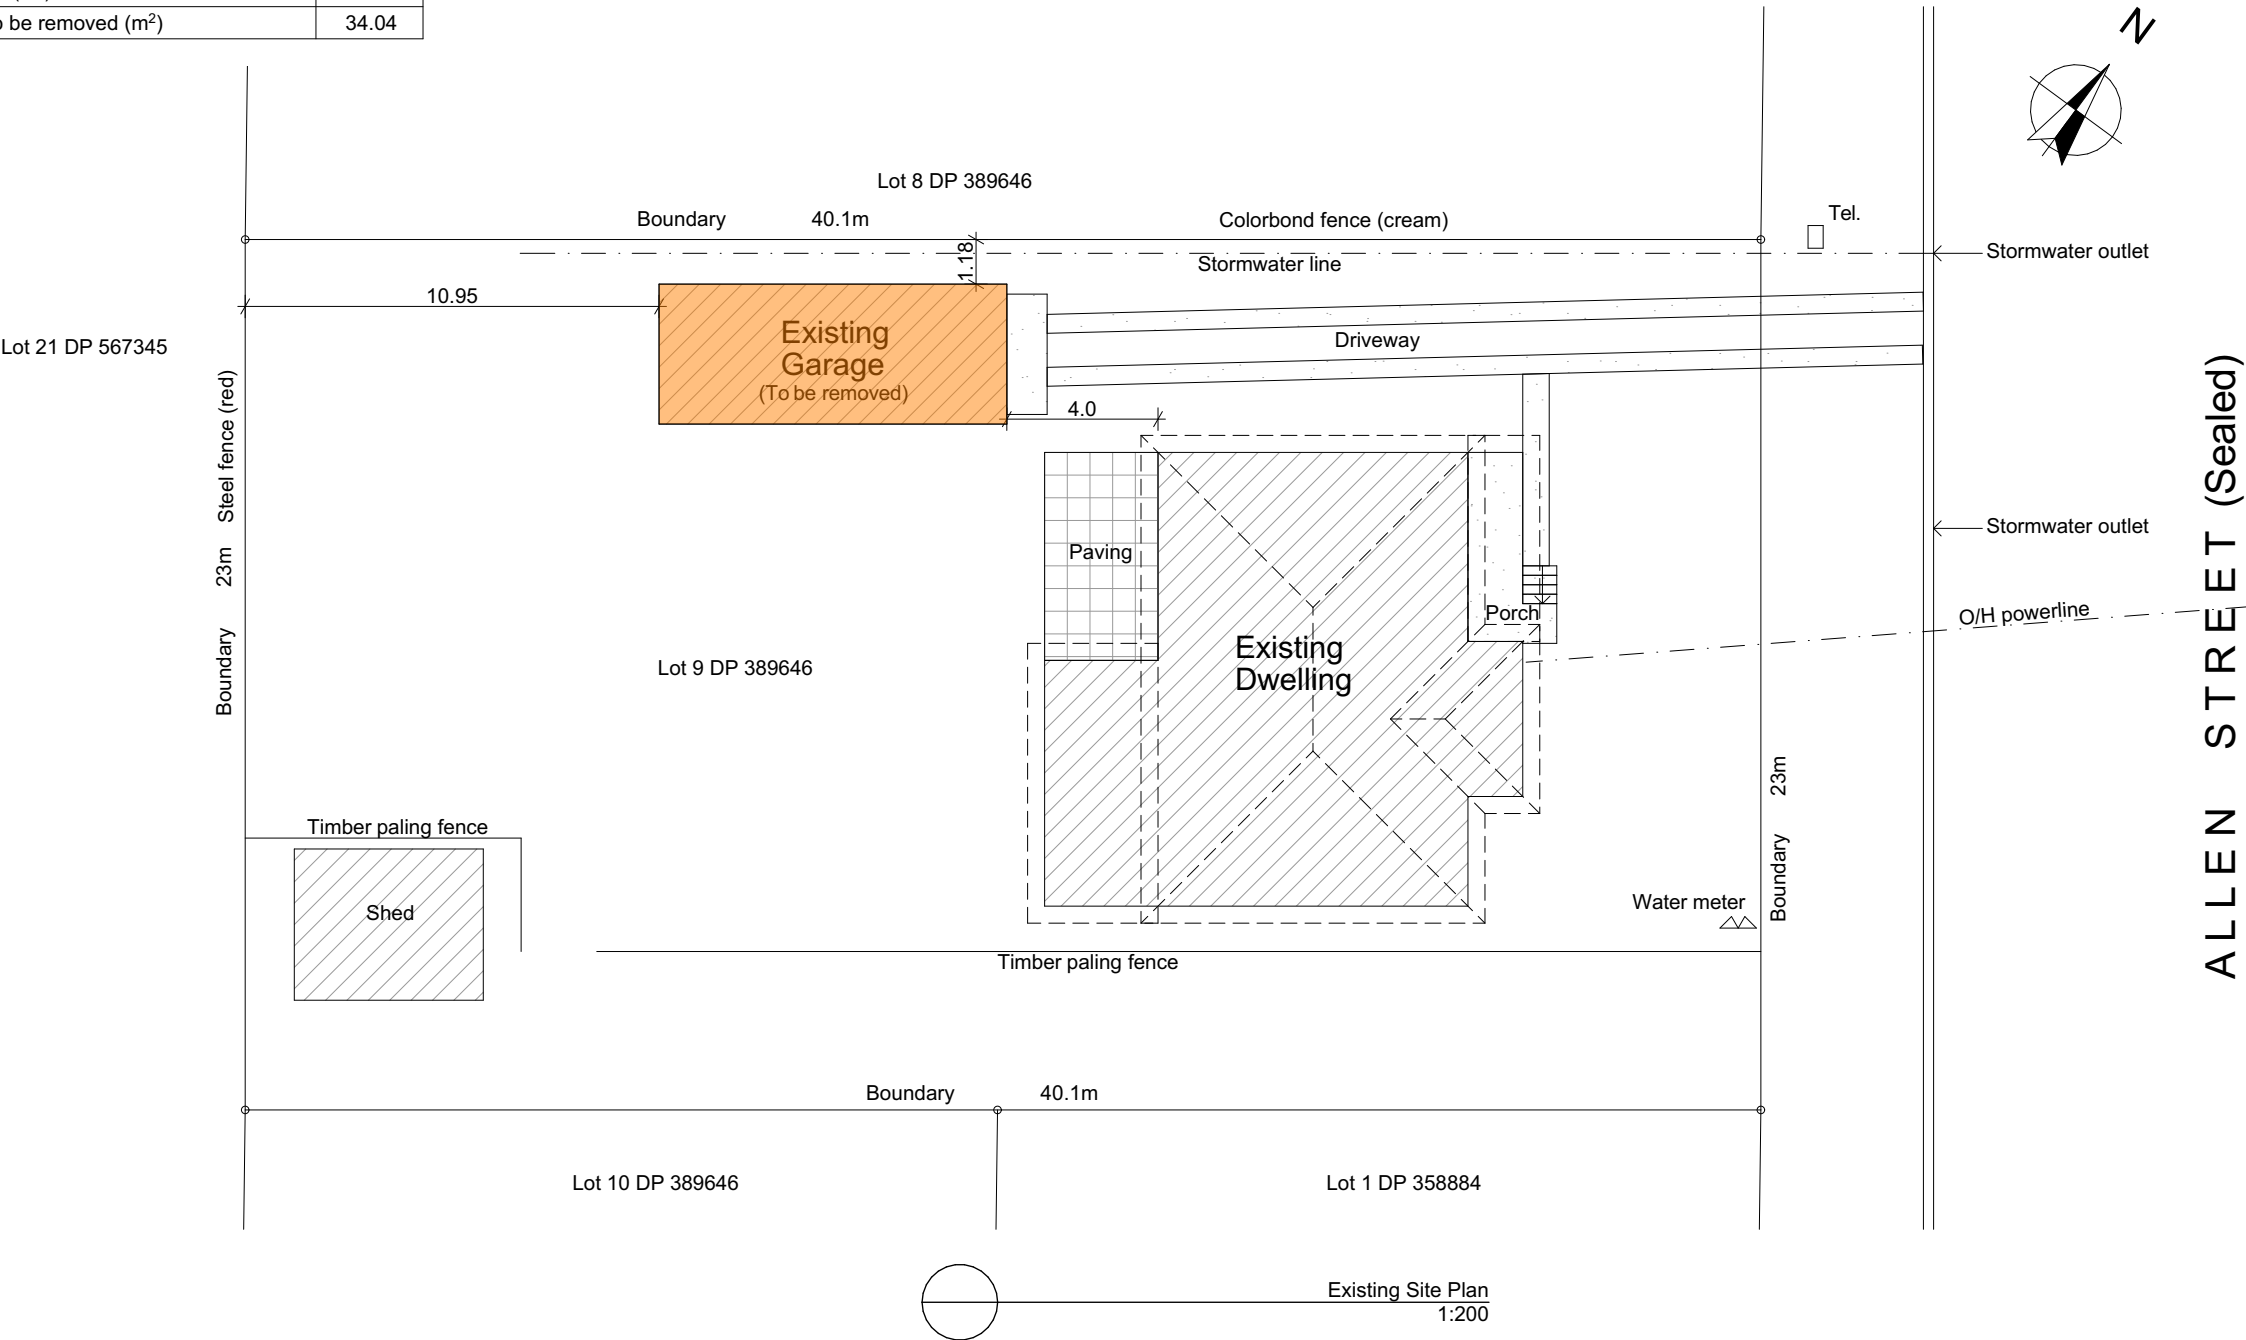 o be removed (m²) 34.04
N
Lot 8 DP 389646
Boundary 40.1m Colorbond fence (cream)
Tel.
1.18
Stormwater line
Stormwater outlet
10.95
Existing
Garage
(To be removed)
Driveway
Lot 21 DP 567345
4.0
Boundary 23m Steel fence (red)
Stormwater outlet
Paving
Porch
O/H powerline
Existing
Dwelling
Lot 9 DP 389646
ALLEN STREET (Sealed)
Boundary 23m
Timber paling fence
Shed
Water meter
Timber paling fence
Boundary 40.1m
Lot 10 DP 389646
Lot 1 DP 358884
Existing Site Plan
1:200